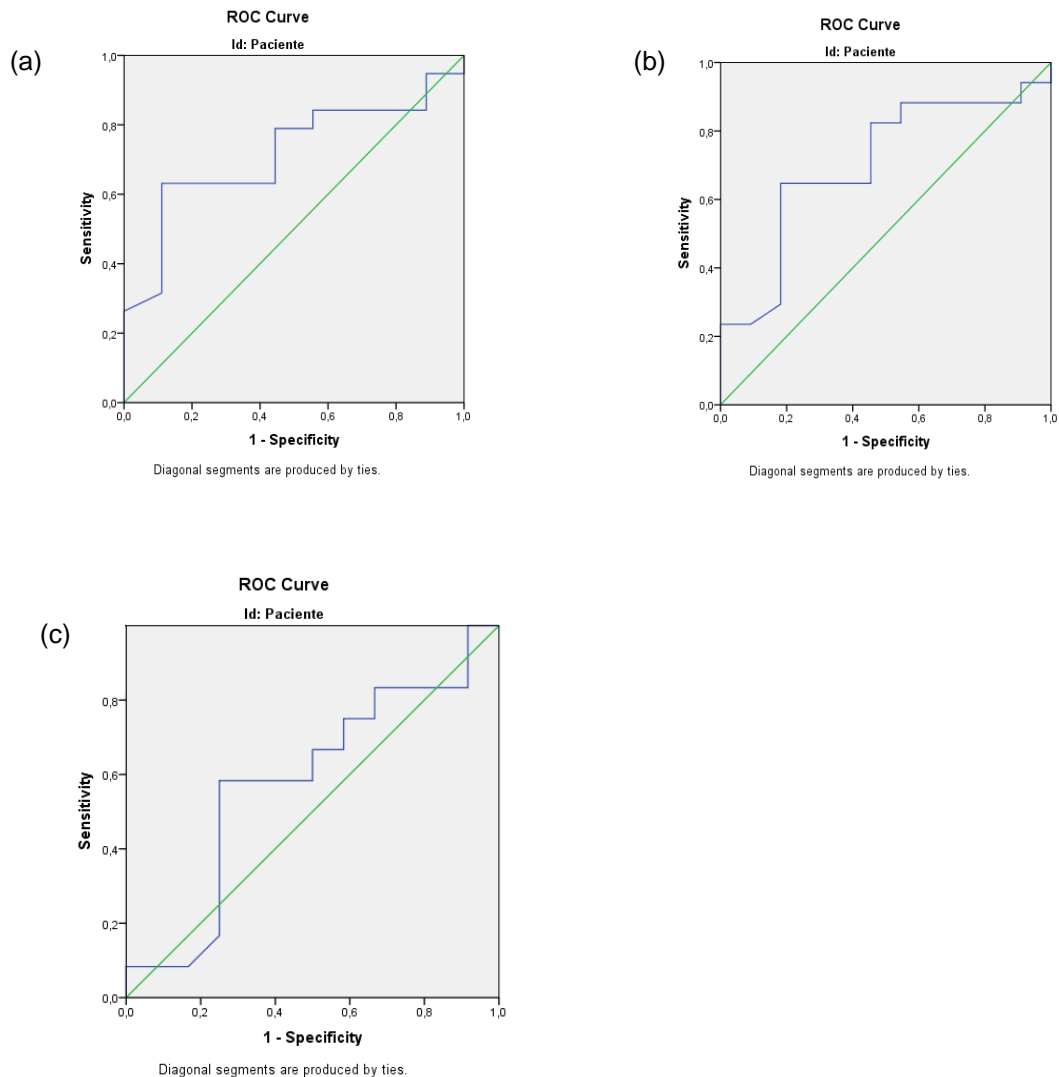 (a)
ROC Curve
Id: Paciente
Sensitivity
1,0
0,8
0,6
0,4
0,2
0,0
0,0 0,2 0,4 0,6 0,8 1,0
1 - Specificity
Diagonal segments are produced by ties.
(b)
ROC Curve
Id: Paciente
Sensitivity
1,0
0,8
0,6
0,4
0,2
0,0
0,0 0,2 0,4 0,6 0,8 1,0
1 - Specificity
Diagonal segments are produced by ties.
(c)
ROC Curve
Id: Paciente
Sensitivity
0,8
0,6
0,4
0,2
0,0
0,0 0,2 0,4 0,6 0,8 1,0
1 - Specificity
Diagonal segments are produced by ties.